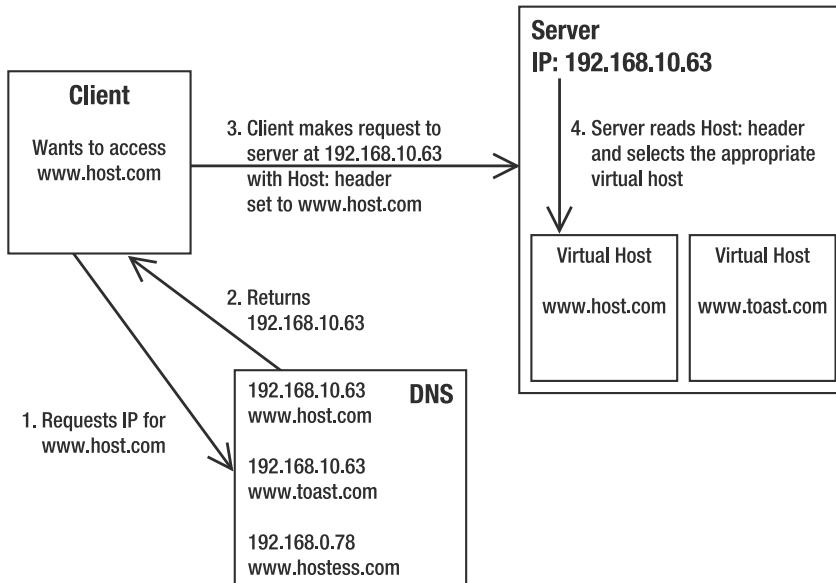 Client
Wants to access
www.host.com
3. Client makes request to
server at 192.168.10.63
with Host: header
set to www.host.com
Server
IP: 192.168.10.63
4. Server reads Host: header
and selects the appropriate
virtual host
Virtual Host
www.host.com
Virtual Host
www.toast.com
2. Returns
192.168.10.63
1. Requests IP for
www.host.com
DNS
192.168.10.63
www.host.com
192.168.10.63
www.toast.com
192.168.0.78
www.hostess.com